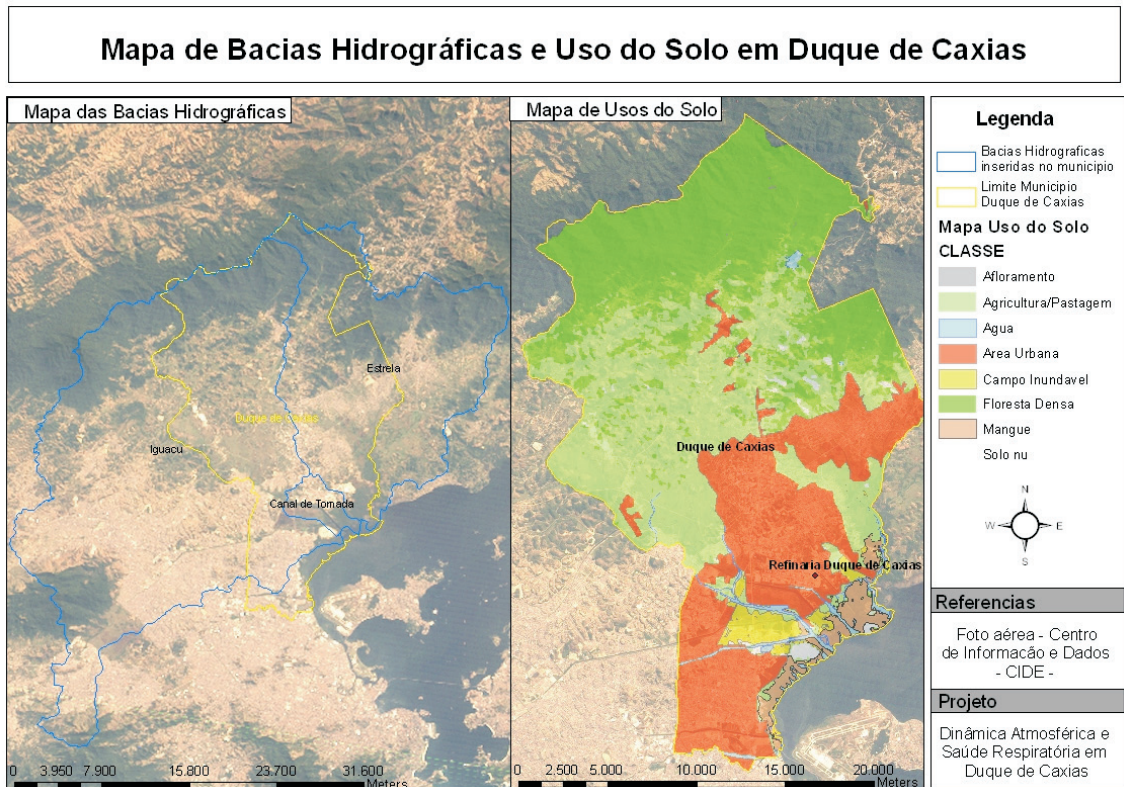 Mapa de Bacias Hidrográficas e Uso do Solo em Duque de Caxias
Mapa das Bacias Hidrográficas
Estrela
Duque de Caxias
Iguacu
Canal de Tomada
0 3.950 7.900 15.800 23.700 31.600
Meters
Mapa de Usos do Solo
Duque de Caxias
Refinaria Duque de Caxias
0 2.500 5.000 10.000 15.000 20.000
Meters
Legenda
Bacias Hidrograficas
inseridas no municipio
Limite Municipio
Duque de Caxias
Mapa Uso do Solo
CLASSE
Afloramento
Agricultura/Pastagem
Agua
Area Urbana
Campo Inundavel
Floresta Densa
Mangue
Solo nu
N
W E
S
Referencias
Foto aérea - Centro
de Informacão e Dados
- CIDE -
Projeto
Dinâmica Atmosférica e
Saúde Respiratória em
Duque de Caxias